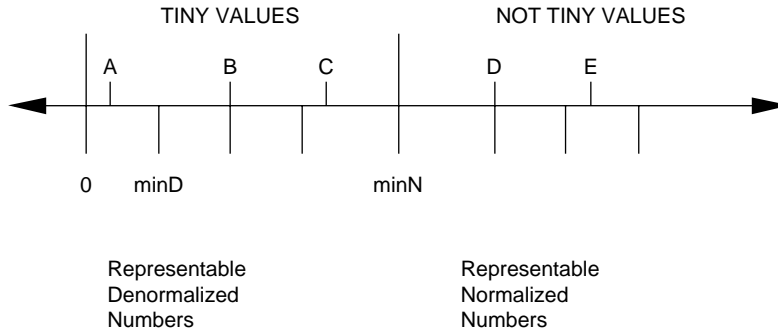 TINY VALUES NOT TINY VALUES
A B C D E
0 minD minN
Representable
Denormalized
Numbers
Representable
Normalized
Numbers